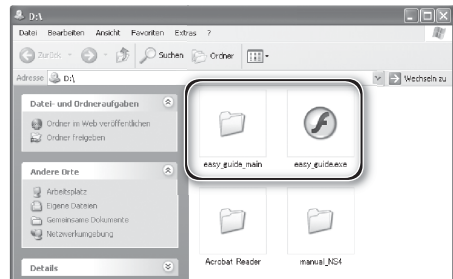 D:\
Datei Bearbeiten Ansicht Favoriten Extras ?
Zurück Suchen Ordner
Adresse D:\ Wechseln zu
Datei- und Ordneraufgaben
Ordner im Web veröffentlichen
Ordner freigeben
Andere Orte
Arbeitsplatz
Eigene Dateien
Gemeinsame Dokumente
Netzwerkumgebung
Details
easy_guide_main easy_guide.exe
Acrobat Reader manual_NS4